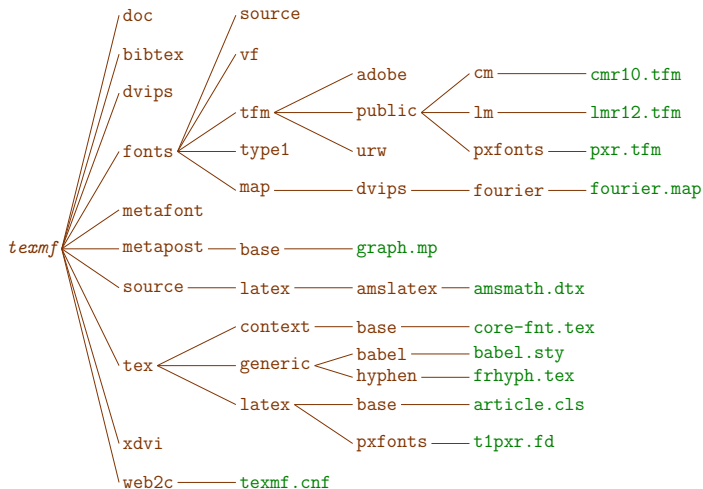 doc source
bibtex vf
adobe cm cmr10.tfm
dvips
tfm public lm lmr12.tfm
fonts type1 urw pxfonts pxr.tfm
map dvips fourier fourier.map
metafont
texmf metapost base graph.mp
source latex amslatex amsmath.dtx
context base core-fnt.tex
babel babel.sty
tex generic
hyphen frhyph.tex
latex base article.cls
xdvi pxfonts t1pxr.fd
web2c texmf.cnf